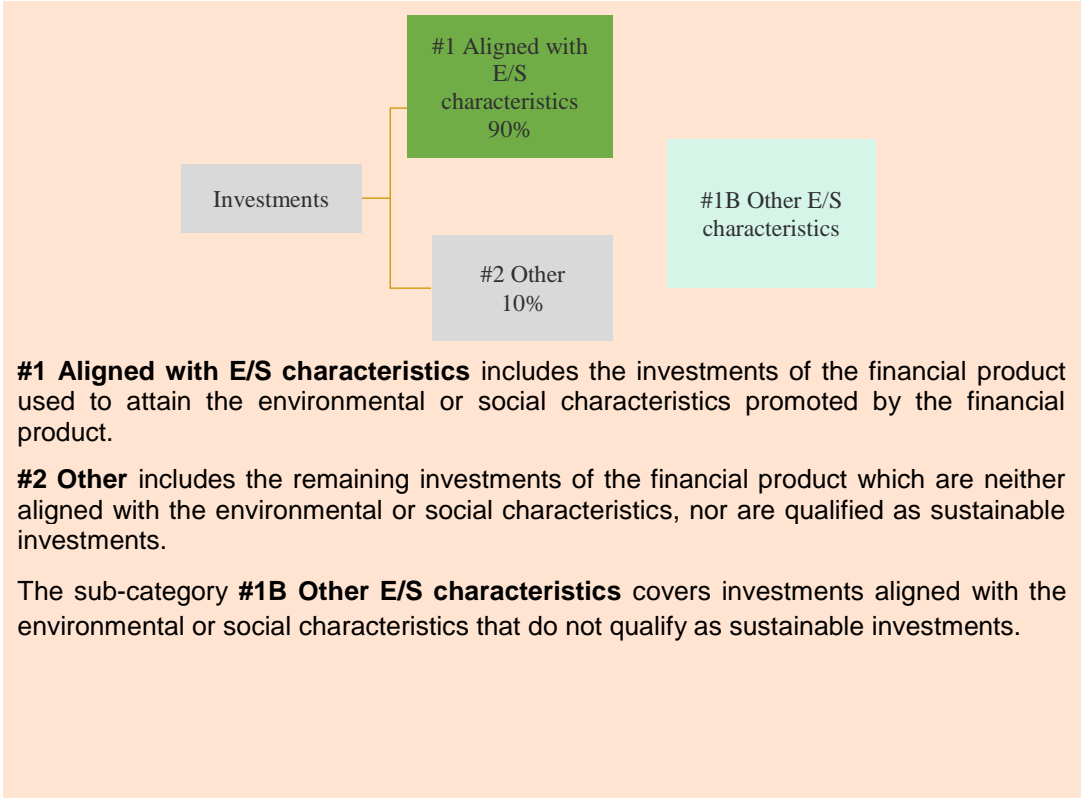 #1 Aligned with
E/S
characteristics
90%
Investments
#1B Other E/S
characteristics
#2 Other
10%
#1 Aligned with E/S characteristics includes the investments of the financial product
used to attain the environmental or social characteristics promoted by the financial
product.
#2 Other includes the remaining investments of the financial product which are neither
aligned with the environmental or social characteristics, nor are qualified as sustainable
investments.
The sub-category #1B Other E/S characteristics covers investments aligned with the
environmental or social characteristics that do not qualify as sustainable investments.